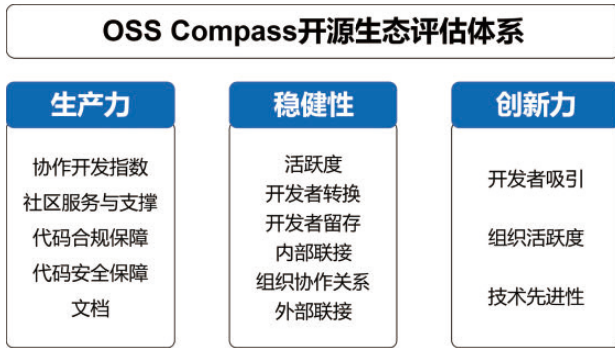 OSS Compass开源生态评估体系
生产力
协作开发指数
社区服务与支撑
代码合规保障
代码安全保障
文档
稳健性
活跃度
开发者转换
开发者留存
内部联接
组织协作关系
外部联接
创新力
开发者吸引
组织活跃度
技术先进性